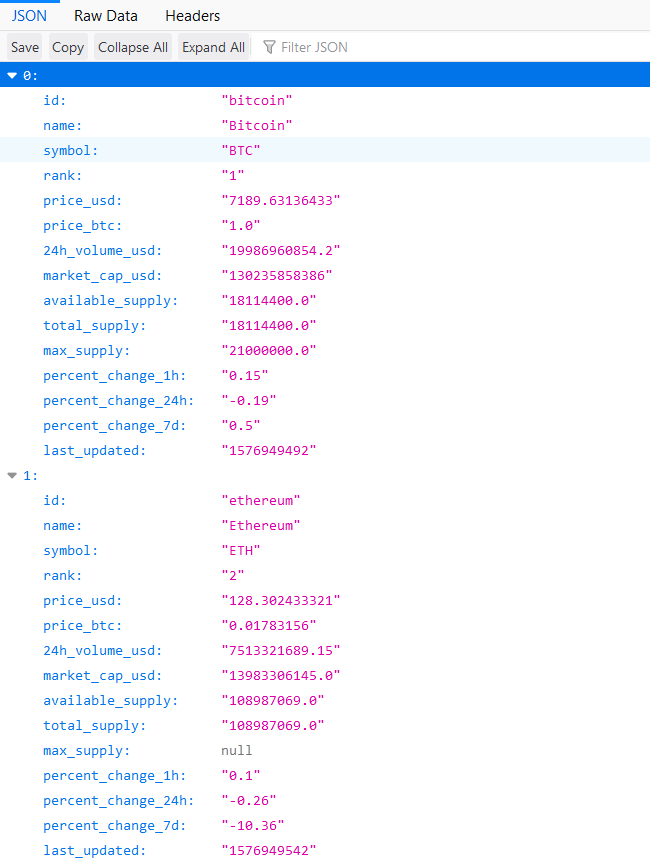 JSON Raw Data Headers
Save Copy Collapse All Expand All Filter JSON
0:
id: "bitcoin"
name: "Bitcoin"
symbol: "BTC"
rank: "1"
price_usd: "7189.63136433"
price_btc: "1.0"
24h_volume_usd: "19986960854.2"
market_cap_usd: "130235858386"
available_supply: "18114400.0"
total_supply: "18114400.0"
max_supply: "21000000.0"
percent_change_1h: "0.15"
percent_change_24h: "-0.19"
percent_change_7d: "0.5"
last_updated: "1576949492"
1:
id: "ethereum"
name: "Ethereum"
symbol: "ETH"
rank: "2"
price_usd: "128.302433321"
price_btc: "0.01783156"
24h_volume_usd: "7513321689.15"
market_cap_usd: "13983306145.0"
available_supply: "108987069.0"
total_supply: "108987069.0"
max_supply: null
percent_change_1h: "0.1"
percent_change_24h: "-0.26"
percent_change_7d: "-10.36"
last_updated: "1576949542"